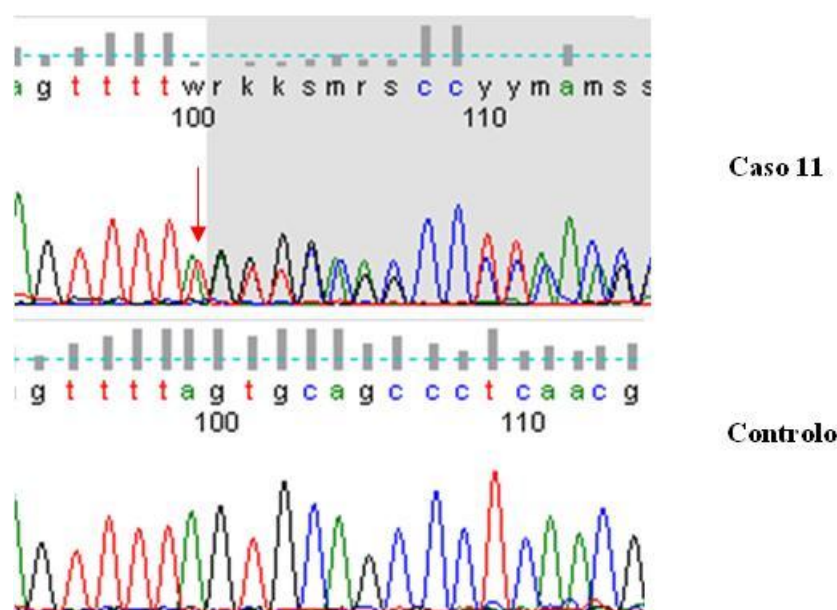 a g t t t t w r k k s m r s c c y y m a m s s
100 110
Caso 11
g t t t t a g t g c a g c c c t c a a c g
100 110
Controlo